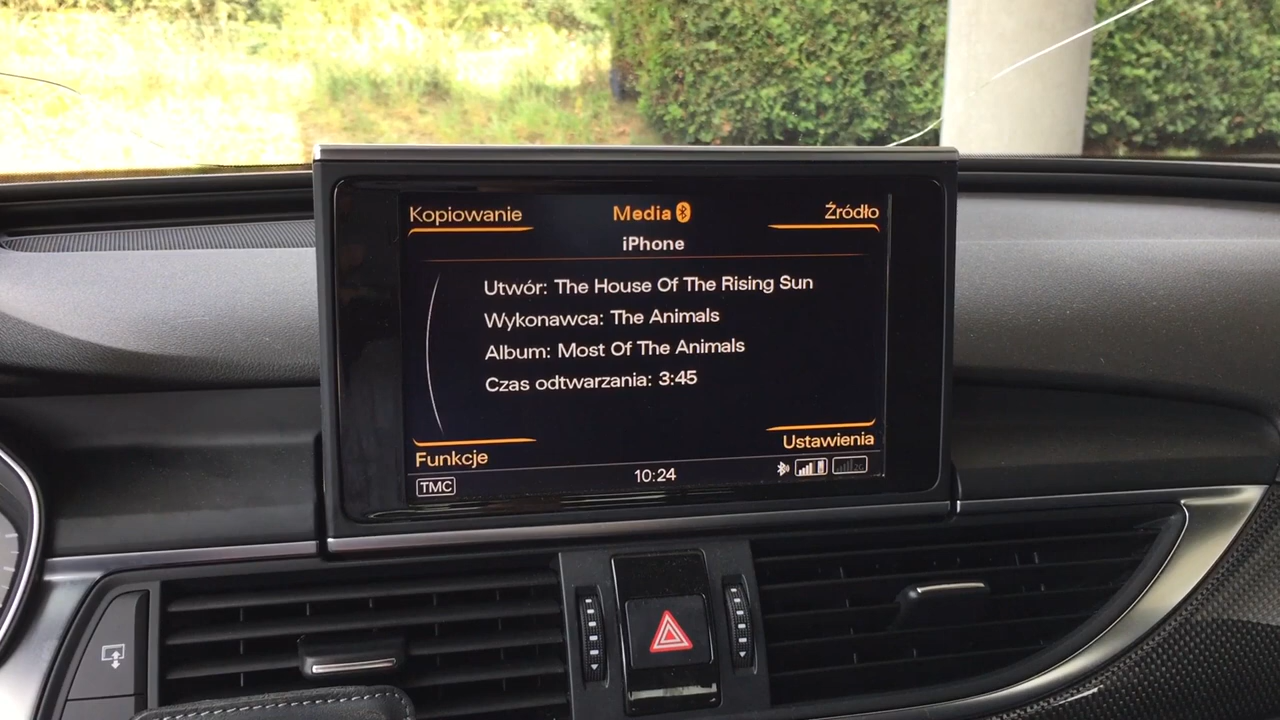 Kopiowanie Media Źródło
iPhone
Utwór: The House Of The Rising Sun
Wykonawca: The Animals
Album: Most Of The Animals
Czas odtwarzania: 3:45
Funkcje Ustawienia
TMC 10:24 2G